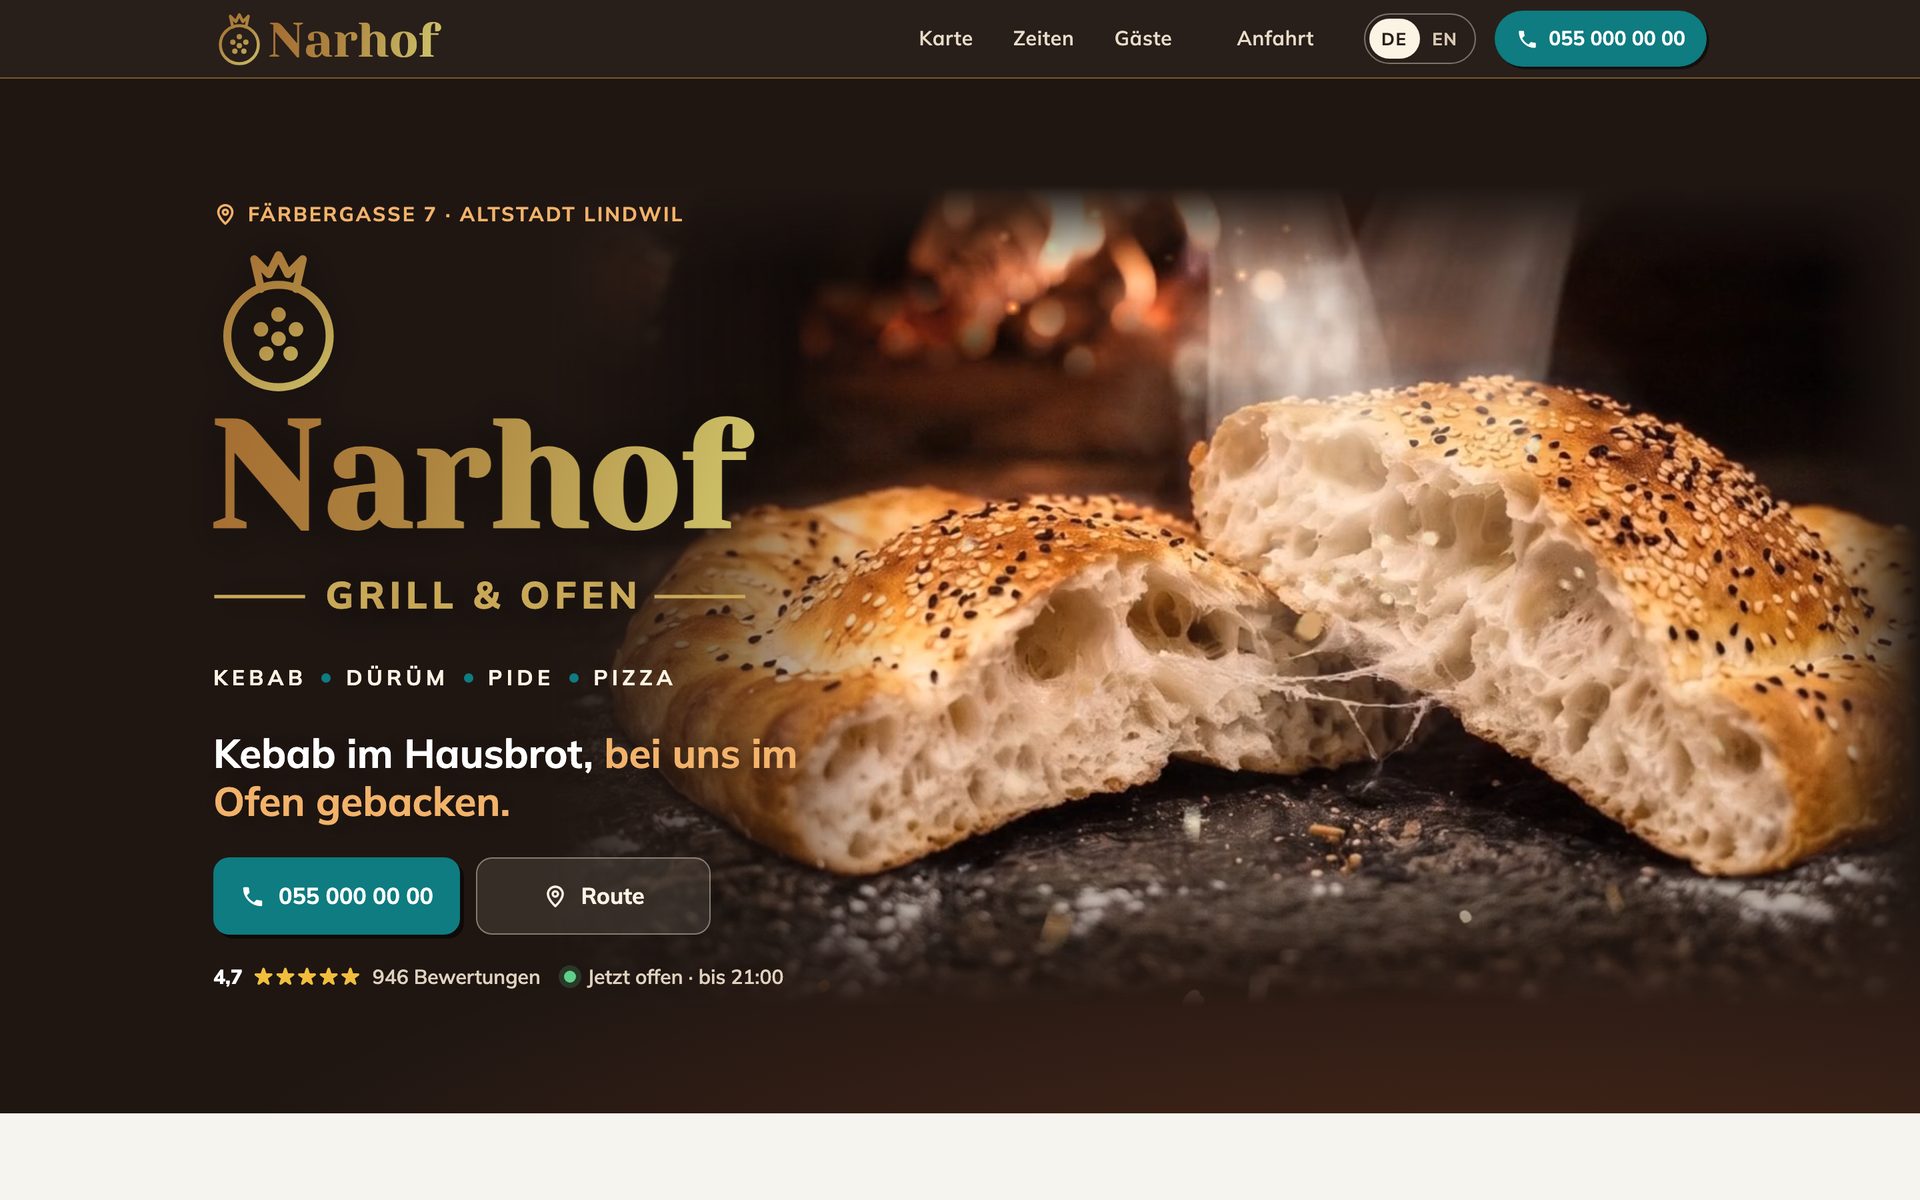 Narhof
Karte Zeiten Gäste Anfahrt DE EN 055 000 00 00
FÄRBERGASSE 7 · ALTSTADT LINDWIL
Narhof
GRILL & OFEN
KEBAB • DÜRÜM • PIDE • PIZZA
Kebab im Hausbrot, bei uns im
Ofen gebacken.
055 000 00 00 Route
4,7 ★★★★★ 946 Bewertungen Jetzt offen · bis 21:00